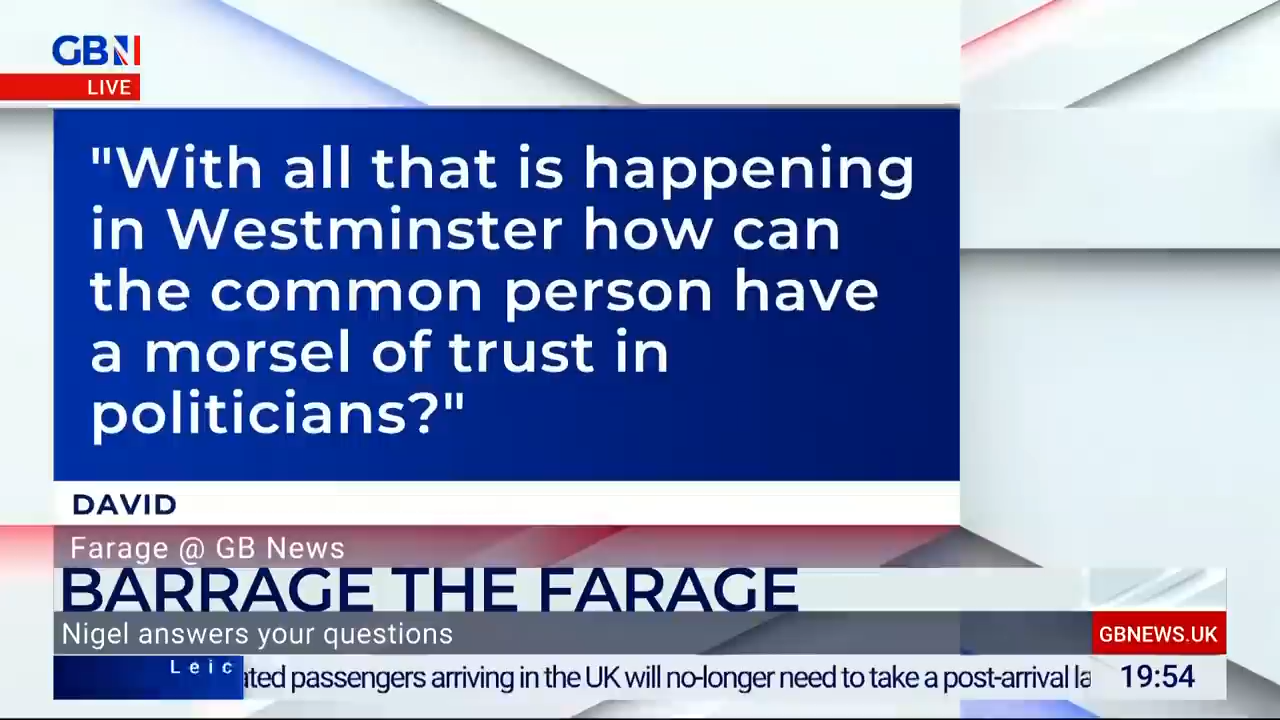 GBN
LIVE
"With all that is happening
in Westminster how can
the common person have
a morsel of trust in
politicians?"
DAVID
Farage @ GB News
BARRAGE THE FARAGE
Nigel answers your questions
GBNEWS.UK
Leic
passengers arriving in the UK will no-longer need to take a post-arrival
19:54